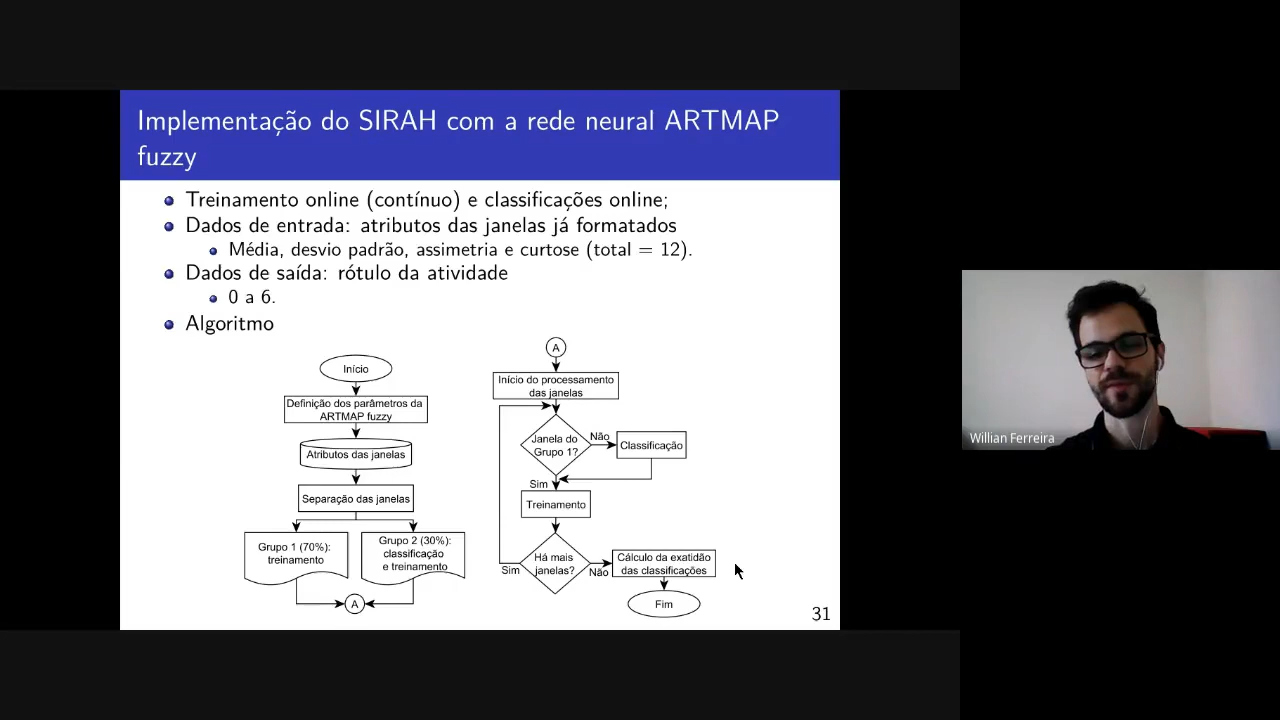 Implementação do SIRAH com a rede neural ARTMAP
fuzzy
Treinamento online (contínuo) e classificações online;
Dados de entrada: atributos das janelas já formatados
Média, desvio padrão, assimetria e curtose (total = 12).
Dados de saída: rótulo da atividade
0 a 6.
Algoritmo
Início
Definição dos parâmetros da
ARTMAP fuzzy
Atributos das janelas
Separação das janelas
Grupo 1 (70%):
treinamento
Grupo 2 (30%):
classificação
e treinamento
A
A
Início do processamento
das janelas
Janela do
Grupo 1?
Não
Classificação
Sim
Treinamento
Há mais
janelas?
Sim
Não
Cálculo da exatidão
das classificações
Fim
31
Willian Ferreira